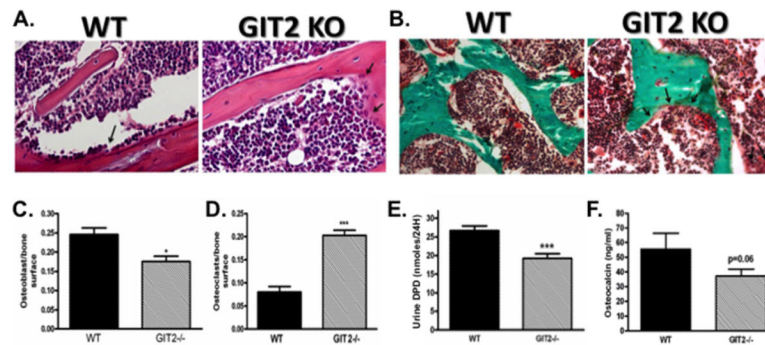 A. WT GIT2 KO B. WT GIT2 KO
C. D. E. F.
Osteoblast/bone
surface
0.30
0.25
0.20
0.15
0.10
0.05
0.00
*
WT GIT2-/-
Osteoclasts/bone
surface
0.25
0.20
0.15
0.10
0.05
0.00
***
WT GIT2-/-
Urine DPD (nmoles/24H)
30
25
20
15
10
5
0
***
WT GIT2-/-
Osteocalcin (ng/ml)
80
70
60
50
40
30
20
10
0
p=0.06
WT GIT2-/-